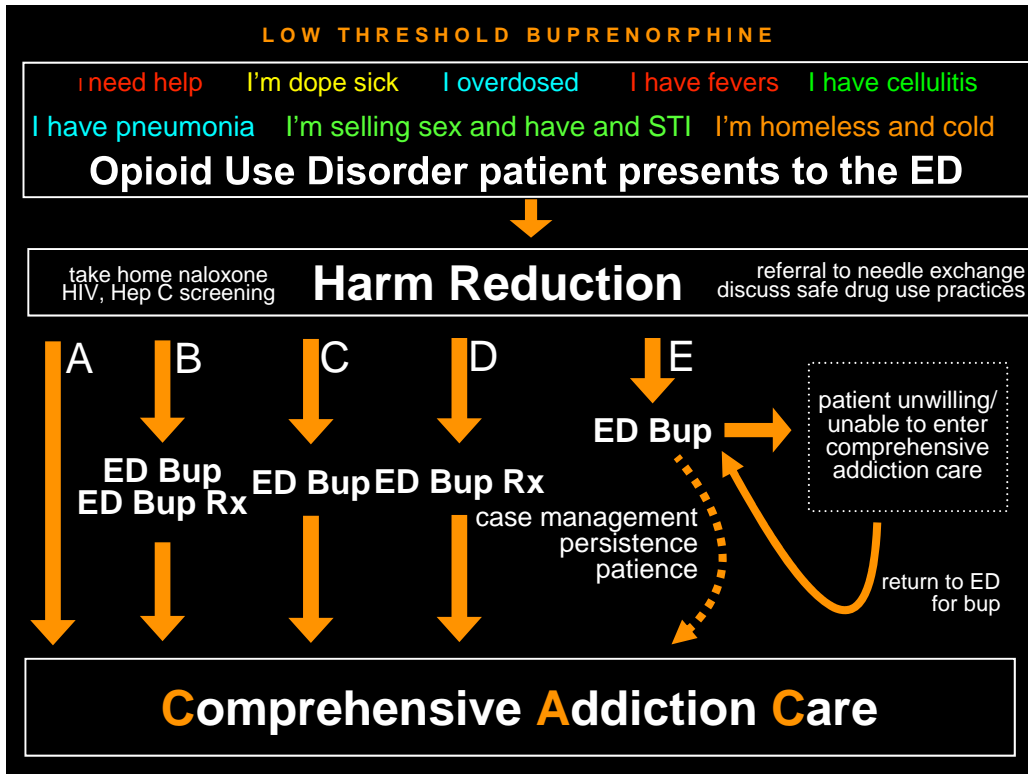 LOW THRESHOLD BUPRENORPHINE
I need help I'm dope sick I overdosed I have fevers I have cellulitis
I have pneumonia I'm selling sex and have and STI I'm homeless and cold
Opioid Use Disorder patient presents to the ED
take home naloxone
HIV, Hep C screening
Harm Reduction
referral to needle exchange
discuss safe drug use practices
A B C D E
ED Bup
ED Bup Rx
ED Bup
ED Bup Rx
case management
persistence
patience
ED Bup
patient unwilling/
unable to enter
comprehensive
addiction care
return to ED
for bup
Comprehensive Addiction Care